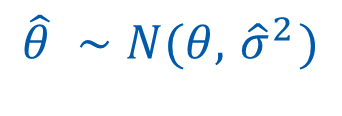 θ̂ ~ N(θ, σ̂²)